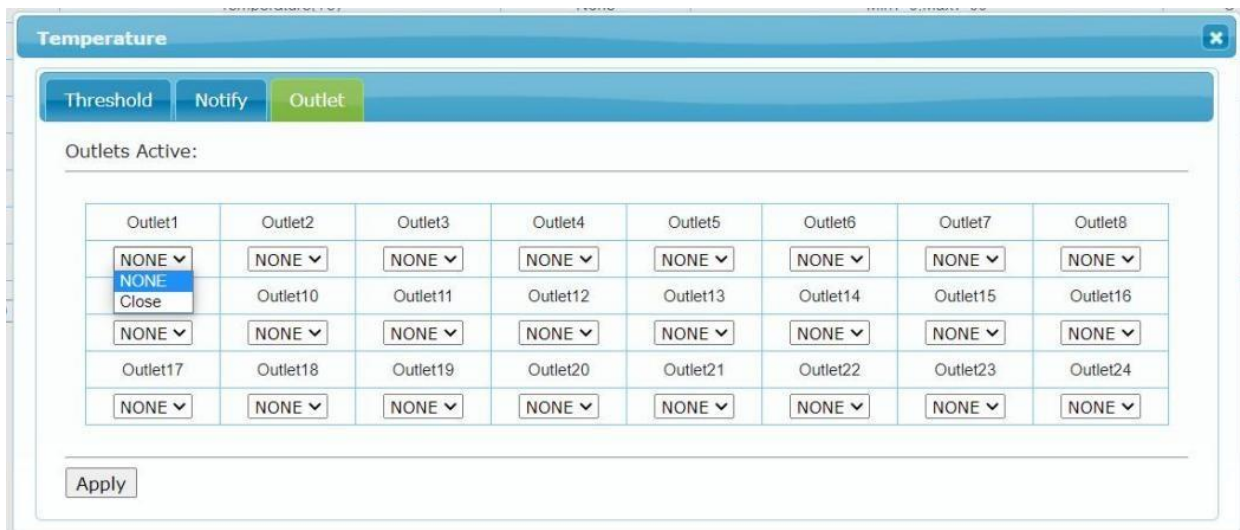 Temperature
Threshold Notify Outlet
Outlets Active:
Outlet1 Outlet2 Outlet3 Outlet4 Outlet5 Outlet6 Outlet7 Outlet8
NONE NONE NONE NONE NONE NONE NONE NONE
NONE
Close Outlet10 Outlet11 Outlet12 Outlet13 Outlet14 Outlet15 Outlet16
NONE NONE NONE NONE NONE NONE NONE NONE
Outlet17 Outlet18 Outlet19 Outlet20 Outlet21 Outlet22 Outlet23 Outlet24
NONE NONE NONE NONE NONE NONE NONE NONE
Apply